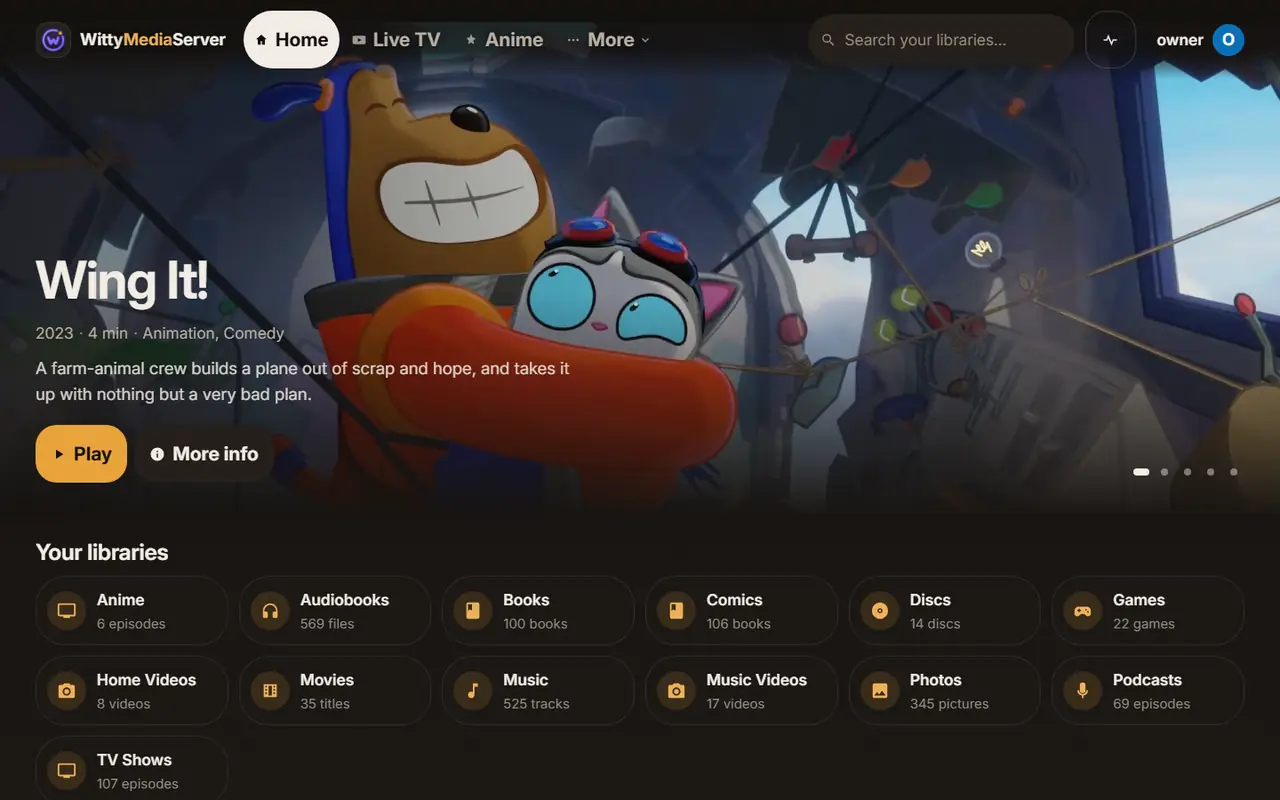 WittyMediaServer
Home
Live TV
Anime
More
Search your libraries...
owner
O
Wing It!
2023 · 4 min · Animation, Comedy
A farm-animal crew builds a plane out of scrap and hope, and takes it
up with nothing but a very bad plan.
Play
More info
Your libraries
Anime
6 episodes
Audiobooks
569 files
Books
100 books
Comics
106 books
Discs
14 discs
Games
22 games
Home Videos
8 videos
Movies
35 titles
Music
525 tracks
Music Videos
17 videos
Photos
345 pictures
Podcasts
69 episodes
TV Shows
107 episodes